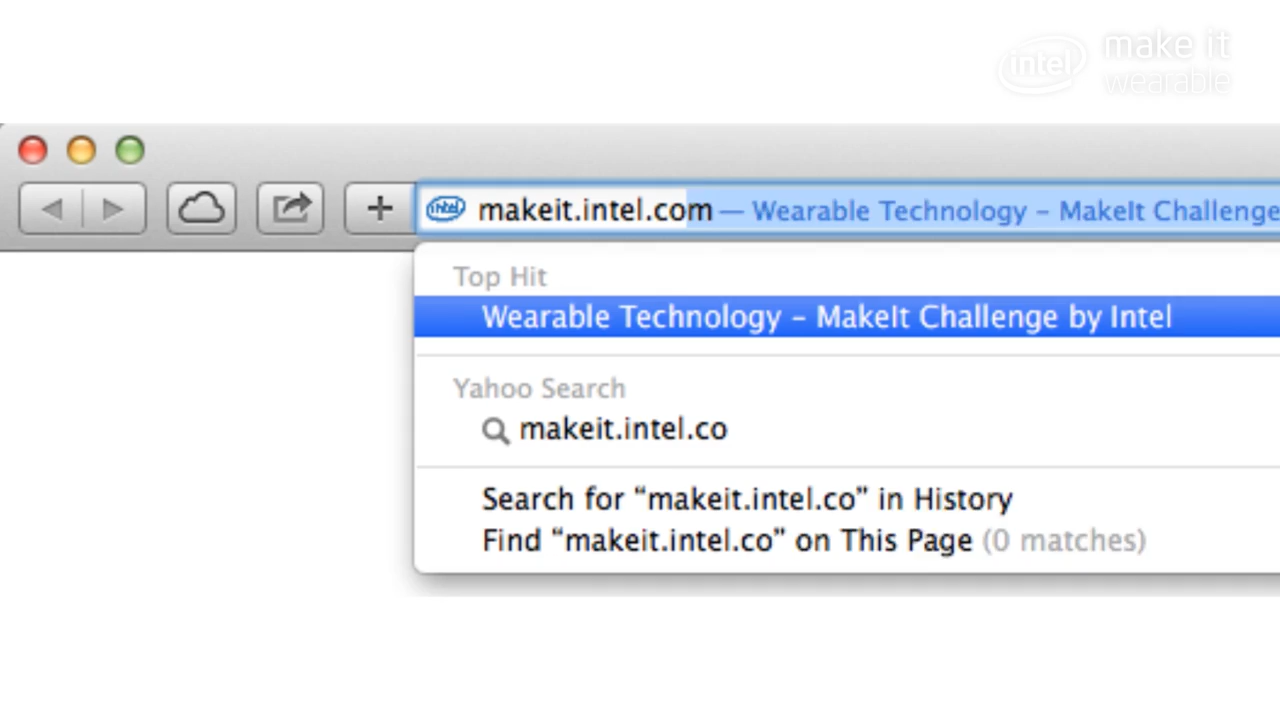 intel make it
wearable
intel makeit.intel.com — Wearable Technology – MakeIt Challenge
Top Hit
Wearable Technology – MakeIt Challenge by Intel
Yahoo Search
makeit.intel.co
Search for “makeit.intel.co” in History
Find “makeit.intel.co” on This Page (0 matches)